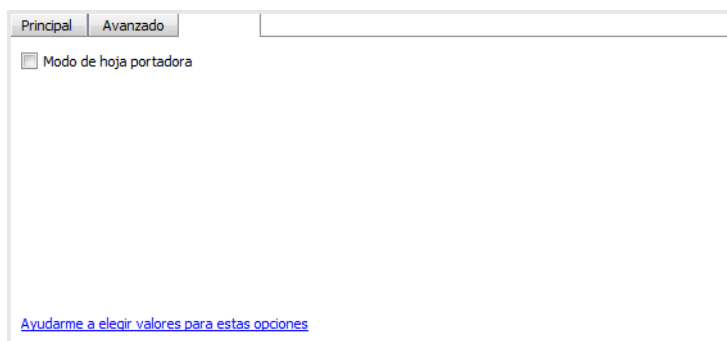 Principal Avanzado
Modo de hoja portadora
Ayudarme a elegir valores para estas opciones